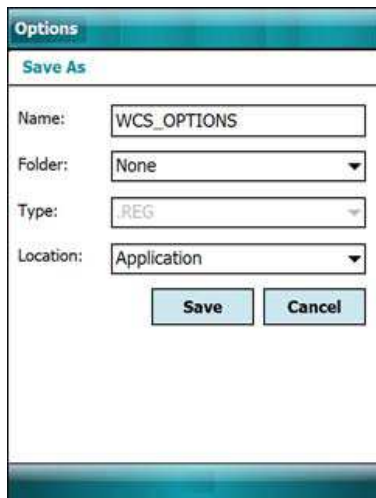 Options
Save As
Name: WCS_OPTIONS
Folder: None
Type: .REG
Location: Application
Save Cancel